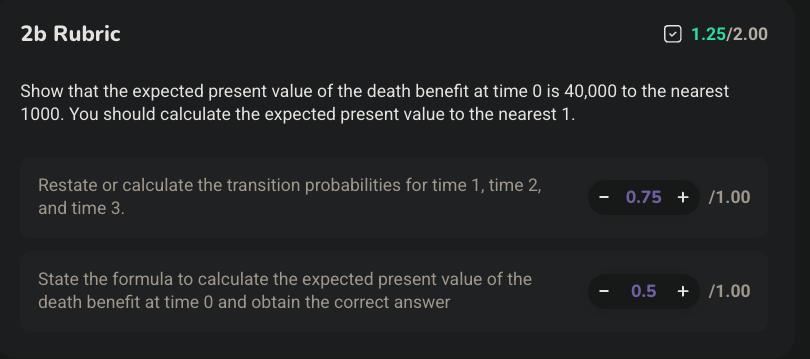 2b Rubric
1.25/2.00
Show that the expected present value of the death benefit at time 0 is 40,000 to the nearest
1000. You should calculate the expected present value to the nearest 1.
Restate or calculate the transition probabilities for time 1, time 2,
and time 3.
− 0.75 + /1.00
State the formula to calculate the expected present value of the
death benefit at time 0 and obtain the correct answer
− 0.5 + /1.00